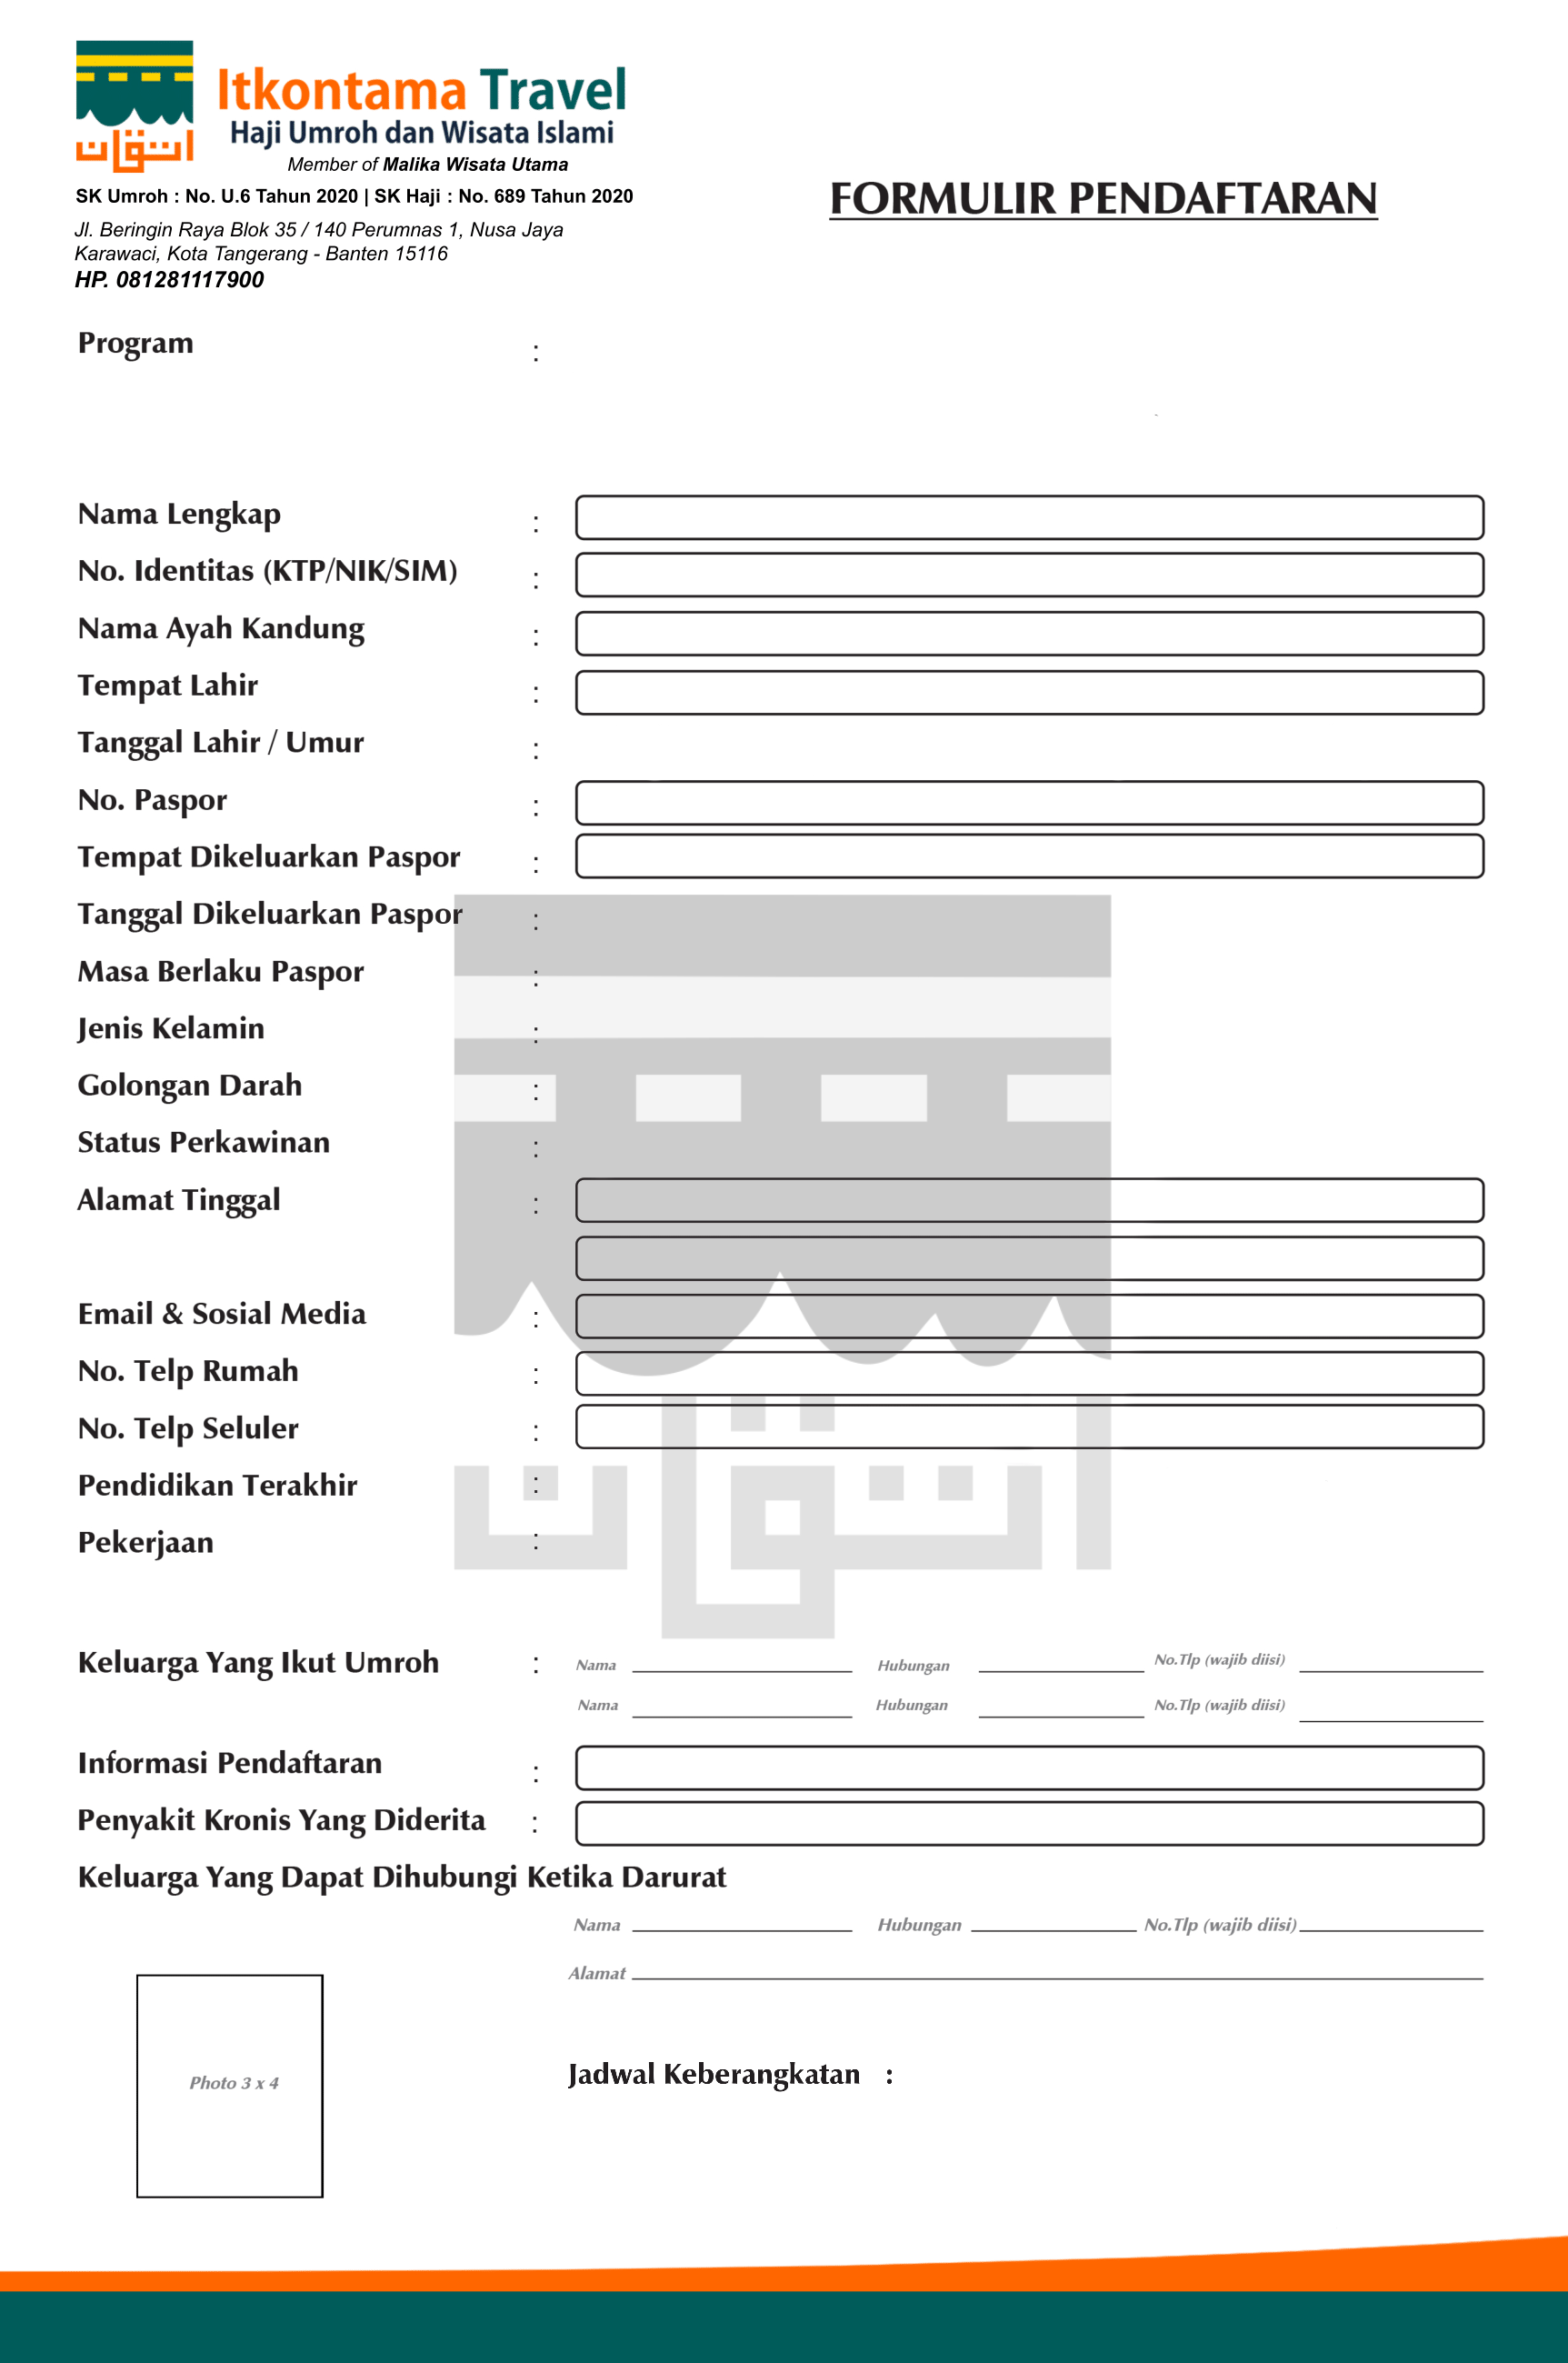 انتقان
Itkontama Travel
Haji Umroh dan Wisata Islami
Member of Malika Wisata Utama
SK Umroh : No. U.6 Tahun 2020 | SK Haji : No. 689 Tahun 2020
Jl. Beringin Raya Blok 35 / 140 Perumnas 1, Nusa Jaya
Karawaci, Kota Tangerang - Banten 15116
HP. 081281117900
FORMULIR PENDAFTARAN
Program :
Nama Lengkap :
No. Identitas (KTP/NIK/SIM) :
Nama Ayah Kandung :
Tempat Lahir :
Tanggal Lahir / Umur :
No. Paspor :
Tempat Dikeluarkan Paspor :
Tanggal Dikeluarkan Paspor :
Masa Berlaku Paspor :
Jenis Kelamin :
Golongan Darah :
Status Perkawinan :
Alamat Tinggal :
Email & Sosial Media :
No. Telp Rumah :
No. Telp Seluler :
Pendidikan Terakhir :
Pekerjaan :
Keluarga Yang Ikut Umroh : Nama Hubungan No.Tlp (wajib diisi)
Nama Hubungan No.Tlp (wajib diisi)
Informasi Pendaftaran :
Penyakit Kronis Yang Diderita :
Keluarga Yang Dapat Dihubungi Ketika Darurat
Nama Hubungan No.Tlp (wajib diisi)
Alamat
Photo 3 x 4
Jadwal Keberangkatan :